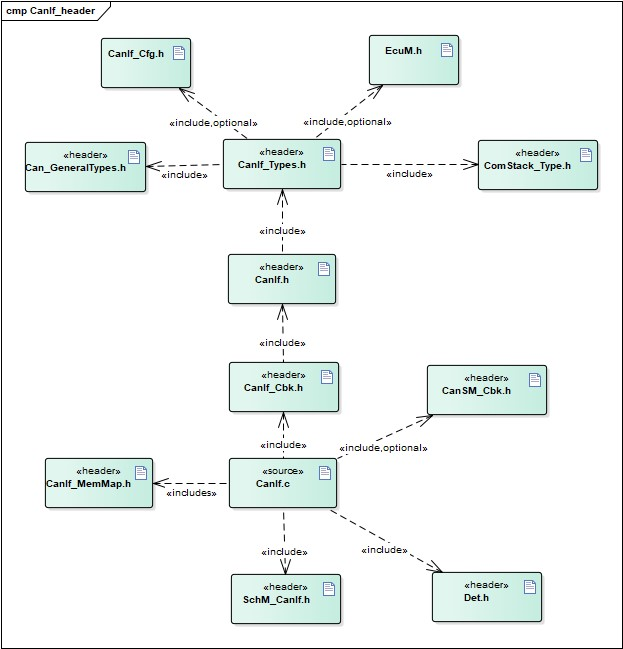 cmp CanIf_header
CanIf_Cfg.h
EcuM.h
«include,optional»
«include,optional»
«header»
Can_GeneralTypes.h
«header»
CanIf_Types.h
«header»
ComStack_Type.h
«include»
«include»
«include»
«header»
CanIf.h
«include»
«header»
CanIf_Cbk.h
«header»
CanSM_Cbk.h
«include»
«include,optional»
«header»
CanIf_MemMap.h
«source»
CanIf.c
«includes»
«include»
«include»
«header»
SchM_CanIf.h
«header»
Det.h